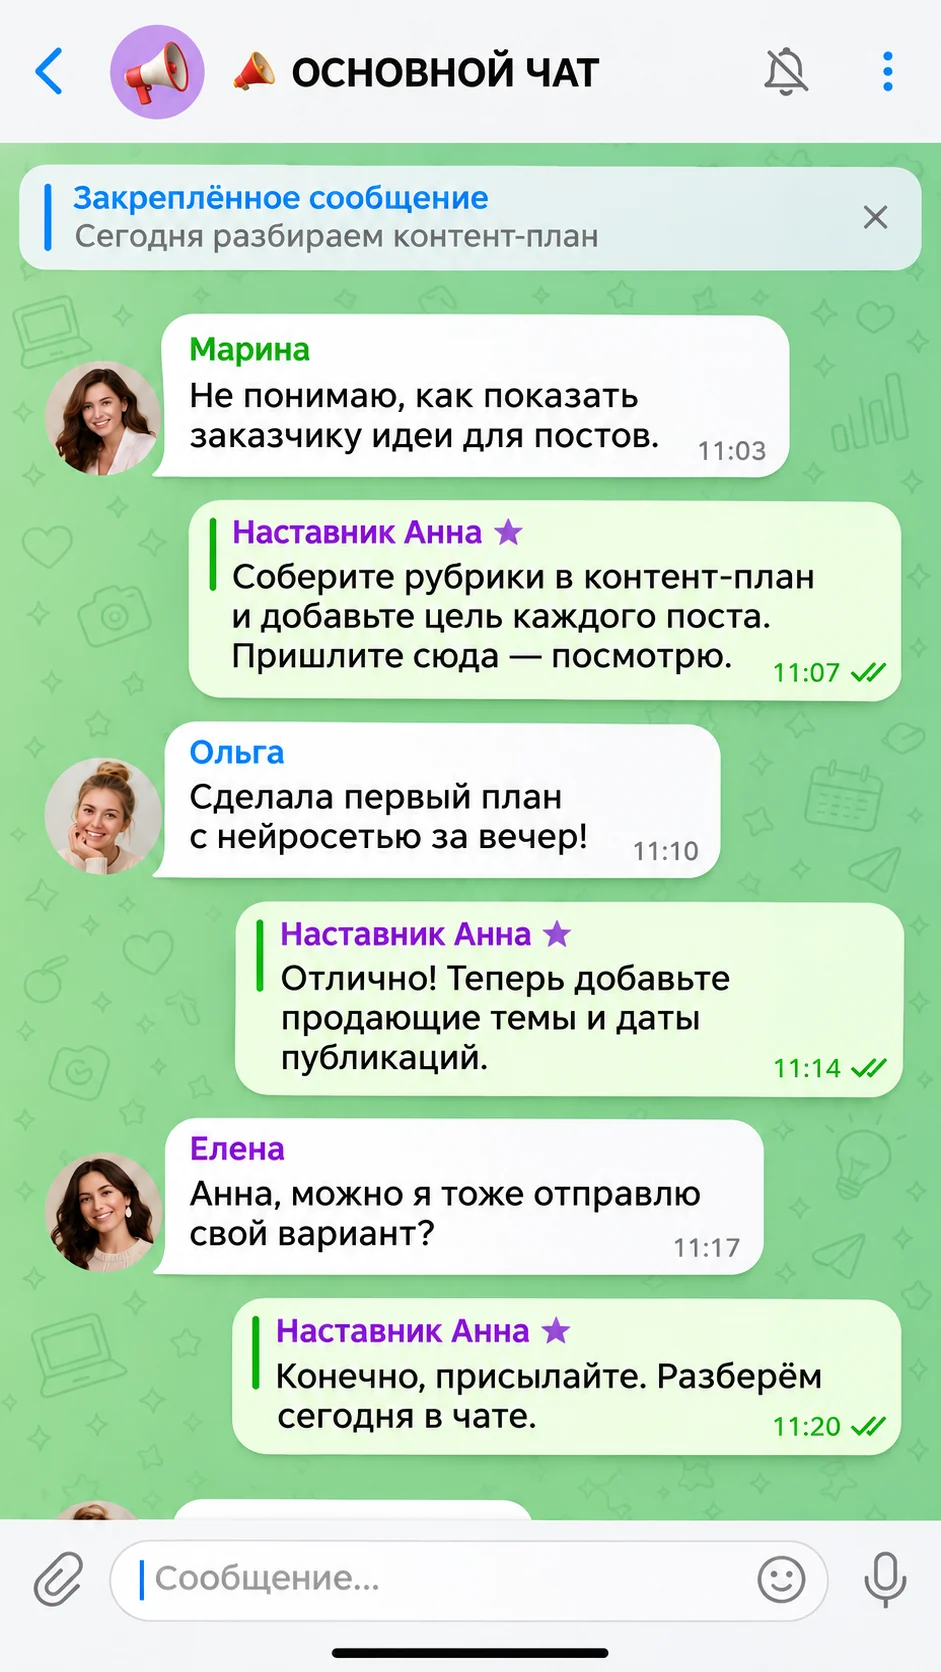 ОСНОВНОЙ ЧАТ
Закреплённое сообщение
Сегодня разбираем контент-план
Марина
Не понимаю, как показать
заказчику идеи для постов.
11:03
Наставник Анна
Соберите рубрики в контент-план
и добавьте цель каждого поста.
Пришлите сюда — посмотрю.
11:07
Ольга
Сделала первый план
с нейросетью за вечер!
11:10
Наставник Анна
Отлично! Теперь добавьте
продающие темы и даты
публикаций.
11:14
Елена
Анна, можно я тоже отправлю
свой вариант?
11:17
Наставник Анна
Конечно, присылайте. Разберём
сегодня в чате.
11:20
Сообщение...